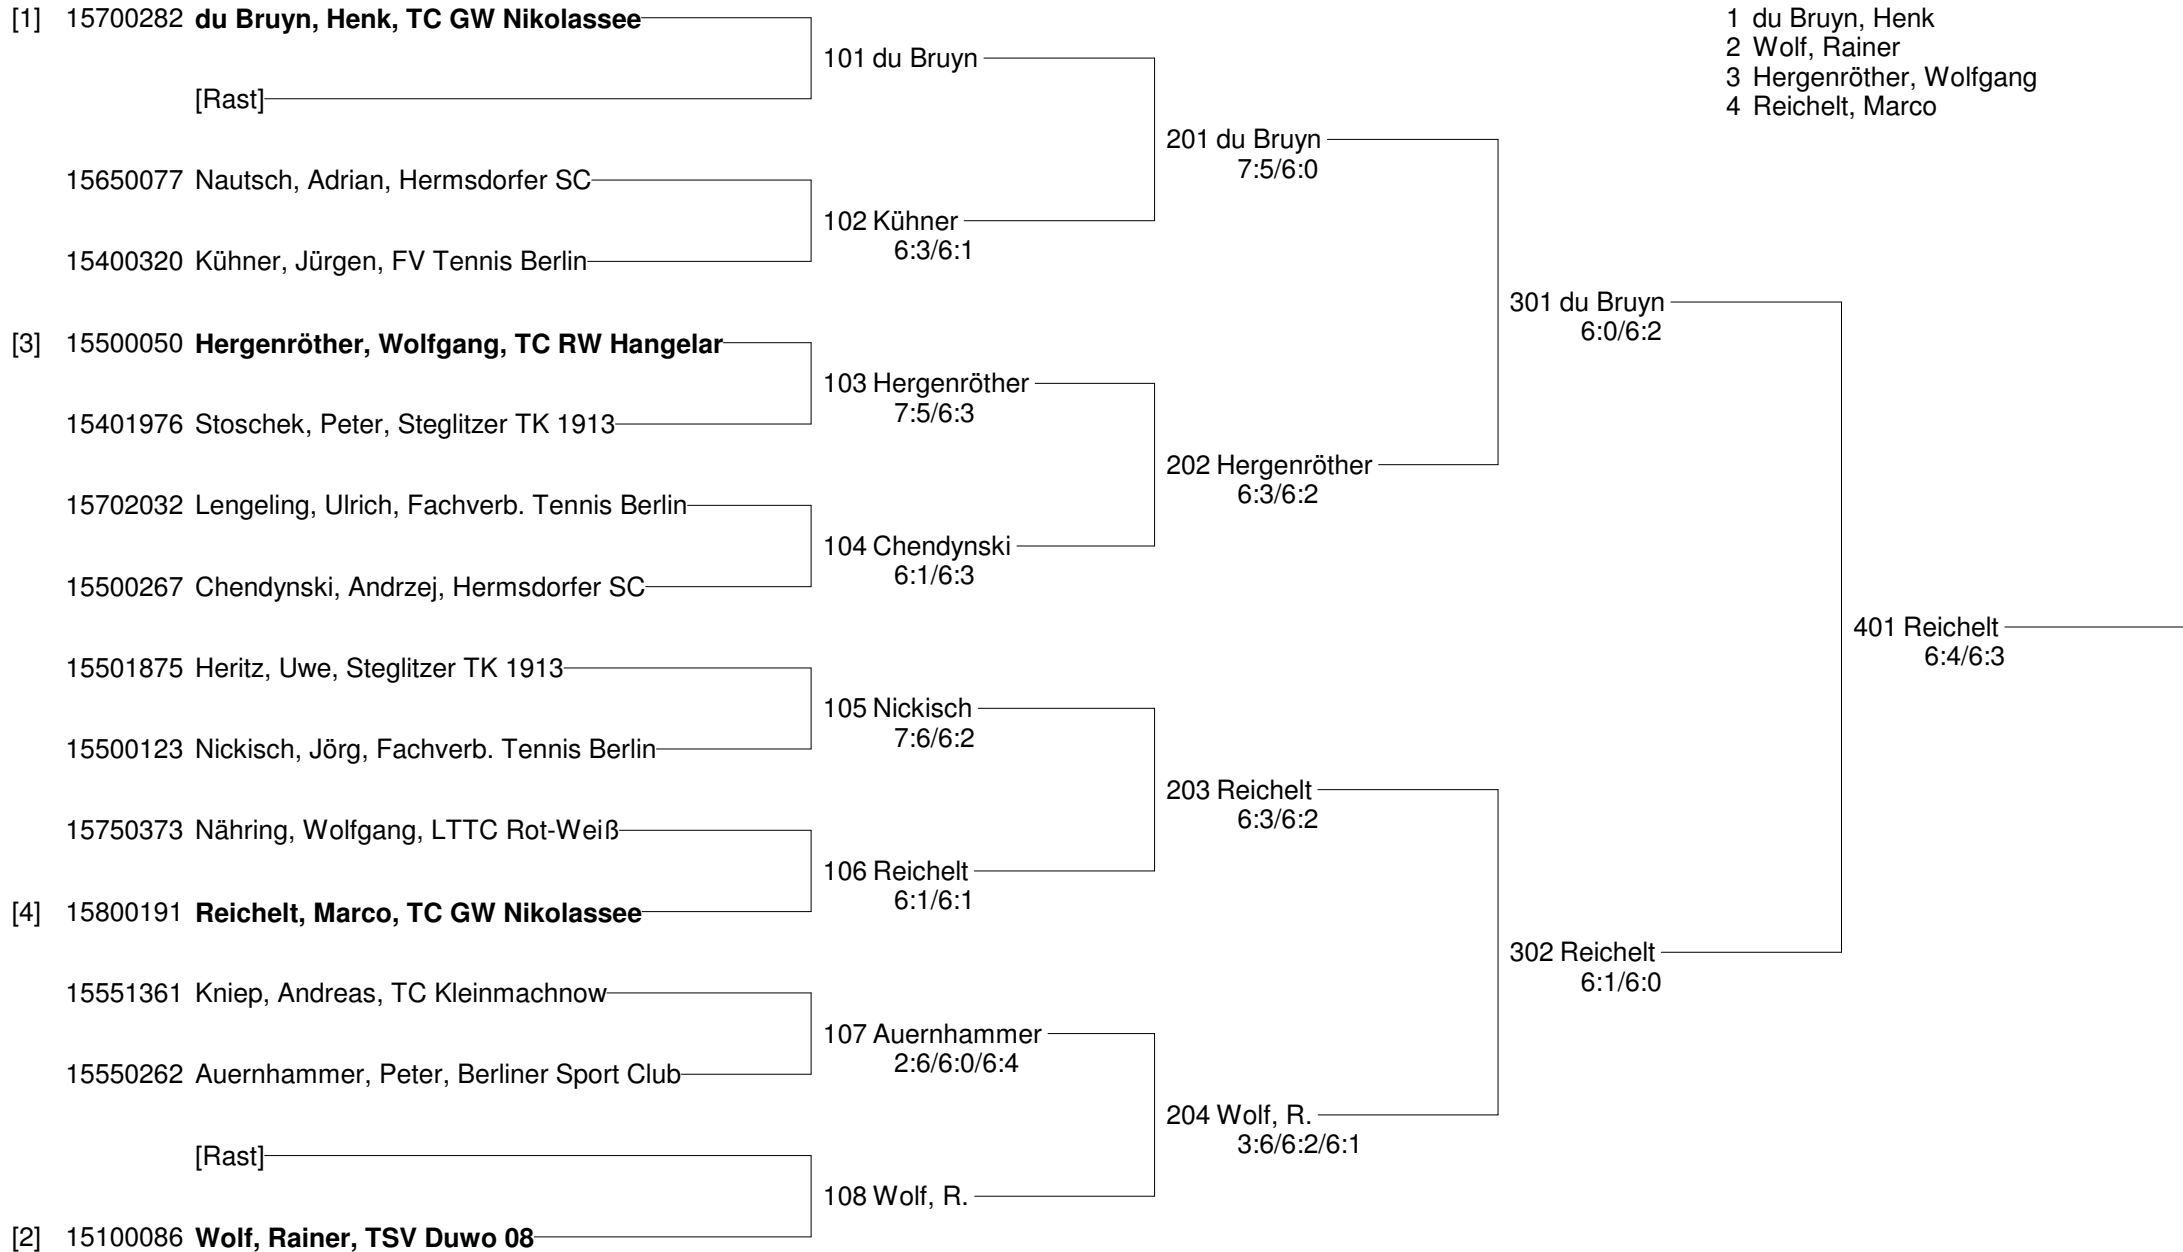 [1] 15700282 du Bruyn, Henk, TC GW Nikolassee
[Rast]
15650077 Nautsch, Adrian, Hermsdorfer SC
15400320 Kühner, Jürgen, FV Tennis Berlin
[3] 15500050 Hergenröther, Wolfgang, TC RW Hangelar
15401976 Stoschek, Peter, Steglitzer TK 1913
15702032 Lengeling, Ulrich, Fachverb. Tennis Berlin
15500267 Chendynski, Andrzej, Hermsdorfer SC
15501875 Heritz, Uwe, Steglitzer TK 1913
15500123 Nickisch, Jörg, Fachverb. Tennis Berlin
15750373 Nähring, Wolfgang, LTTC Rot-Weiß
[4] 15800191 Reichelt, Marco, TC GW Nikolassee
15551361 Kniep, Andreas, TC Kleinmachnow
15550262 Auernhammer, Peter, Berliner Sport Club
[Rast]
[2] 15100086 Wolf, Rainer, TSV Duwo 08
101 du Bruyn
102 Kühner
6:3/6:1
103 Hergenröther
7:5/6:3
104 Chendynski
6:1/6:3
105 Nickisch
7:6/6:2
106 Reichelt
6:1/6:1
107 Auernhammer
2:6/6:0/6:4
108 Wolf, R.
201 du Bruyn
7:5/6:0
202 Hergenröther
6:3/6:2
203 Reichelt
6:3/6:2
204 Wolf, R.
3:6/6:2/6:1
301 du Bruyn
6:0/6:2
302 Reichelt
6:1/6:0
401 Reichelt
6:4/6:3
1 du Bruyn, Henk
2 Wolf, Rainer
3 Hergenröther, Wolfgang
4 Reichelt, Marco